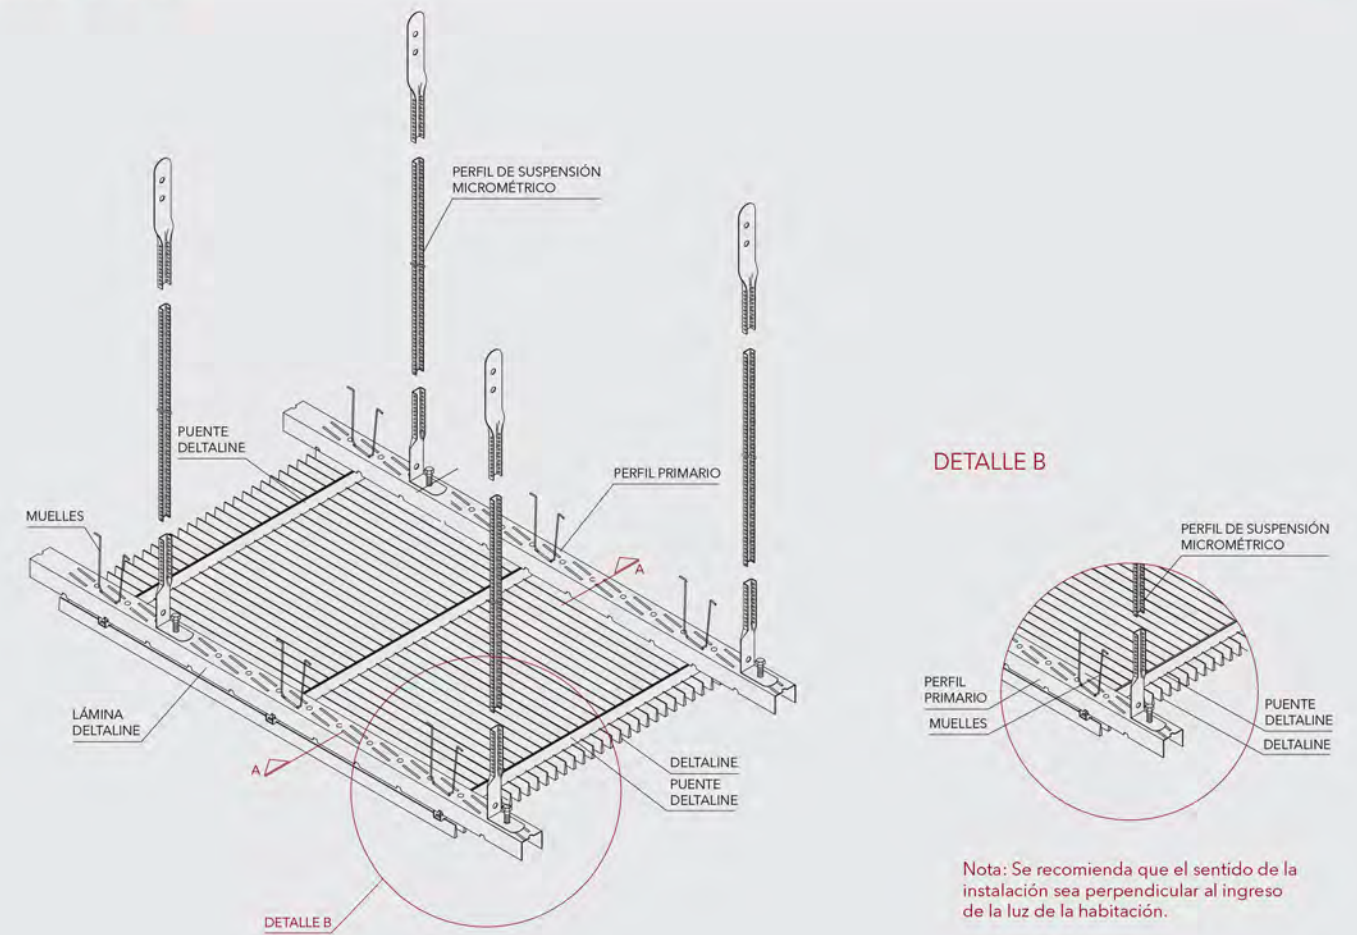 PERFIL DE SUSPENSIÓN
MICROMÉTRICO
PUENTE
DELTALINE
PERFIL PRIMARIO
MUELLES
A
LÁMINA
DELTALINE
A
DELTALINE
PUENTE
DELTALINE
DETALLE B
DETALLE B
PERFIL DE SUSPENSIÓN
MICROMÉTRICO
PERFIL
PRIMARIO
MUELLES
PUENTE
DELTALINE
DELTALINE
Nota: Se recomienda que el sentido de la
instalación sea perpendicular al ingreso
de la luz de la habitación.